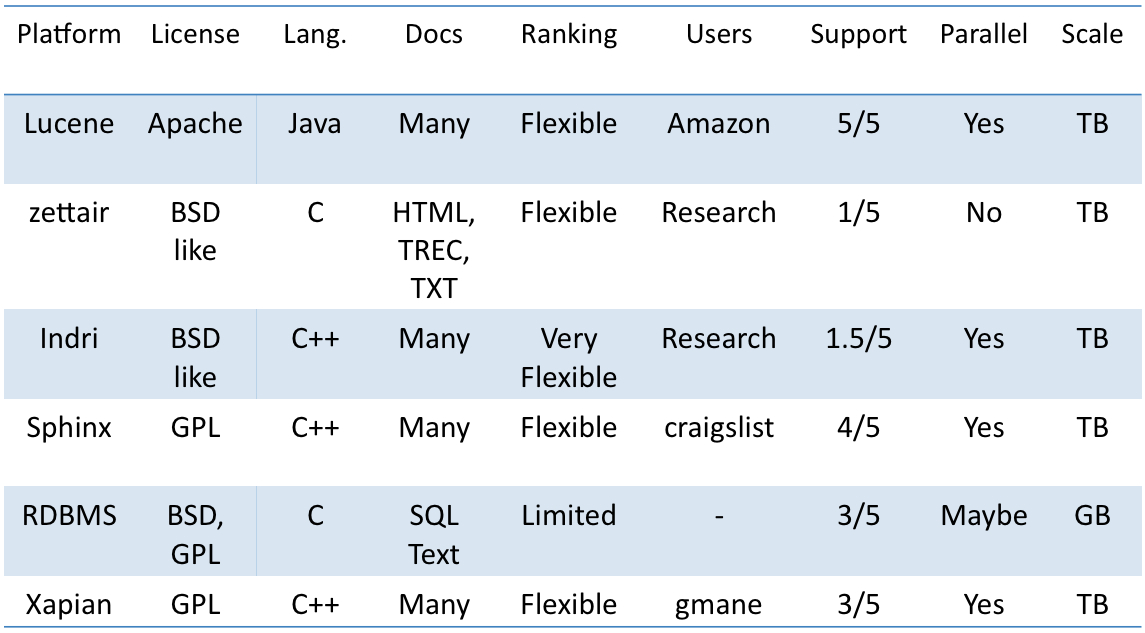 Platform License Lang. Docs Ranking Users Support Parallel Scale
Lucene Apache Java Many Flexible Amazon 5/5 Yes TB
zettair BSD C HTML, Flexible Research 1/5 No TB
like TREC,
TXT
Indri BSD C++ Many Very Research 1.5/5 Yes TB
like Flexible
Sphinx GPL C++ Many Flexible craigslist 4/5 Yes TB
RDBMS BSD, C SQL Limited - 3/5 Maybe GB
GPL Text
Xapian GPL C++ Many Flexible gmane 3/5 Yes TB